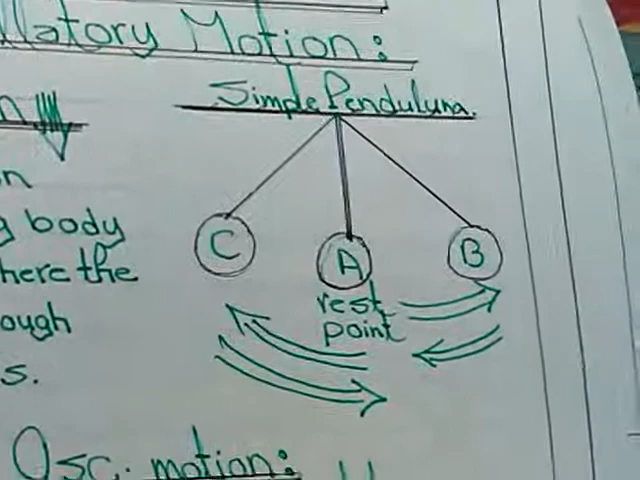 llatory Motion:
Simple Pendulum.
n
n
g body
here the
ough
s.
C
A
B
rest
point
Osc. motion: